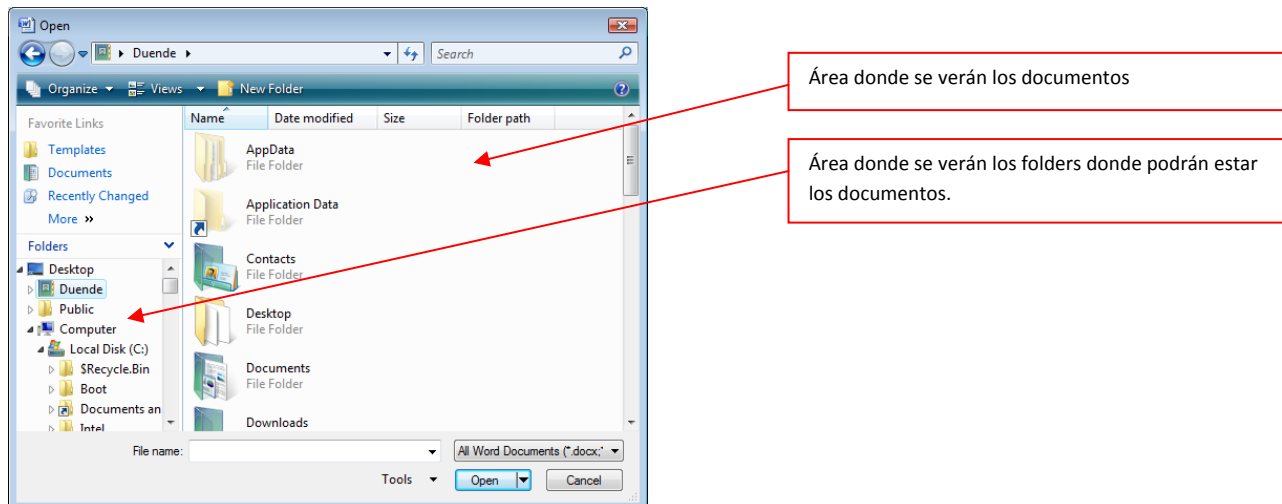 Open
Duende
Search
Organize Views New Folder
Favorite Links
Templates
Documents
Recently Changed
More »
Folders
Desktop
Duende
Public
Computer
Local Disk (C:)
$Recycle.Bin
Boot
Documents an
Intel
Name Date modified Size Folder path
AppData
File Folder
Application Data
File Folder
Contacts
File Folder
Desktop
File Folder
Documents
File Folder
Downloads
File name:
All Word Documents (*.docx;*
Tools Open Cancel
Área donde se verán los documentos
Área donde se verán los folders donde podrán estar
los documentos.